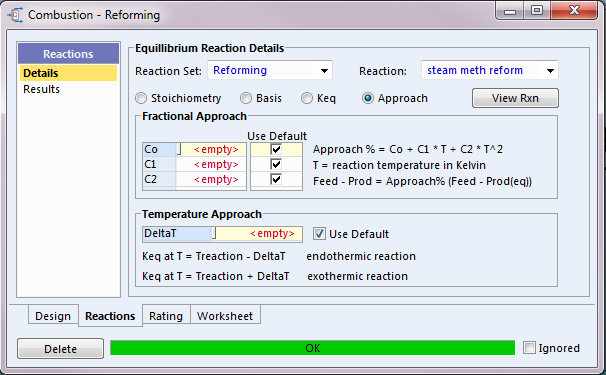 Combustion - Reforming
Reactions
Details
Results
Equillibrium Reaction Details
Reaction Set: Reforming Reaction: steam meth reform
Stoichiometry Basis Keq Approach View Rxn
Fractional Approach
Use Default
Co <empty> Approach % = Co + C1 * T + C2 * T^2
C1 <empty> T = reaction temperature in Kelvin
C2 <empty> Feed - Prod = Approach% (Feed - Prod(eq))
Temperature Approach
DeltaT <empty> Use Default
Keq at T = Treaction - DeltaT endothermic reaction
Keq at T = Treaction + DeltaT exothermic reaction
Design Reactions Rating Worksheet
Delete OK Ignored